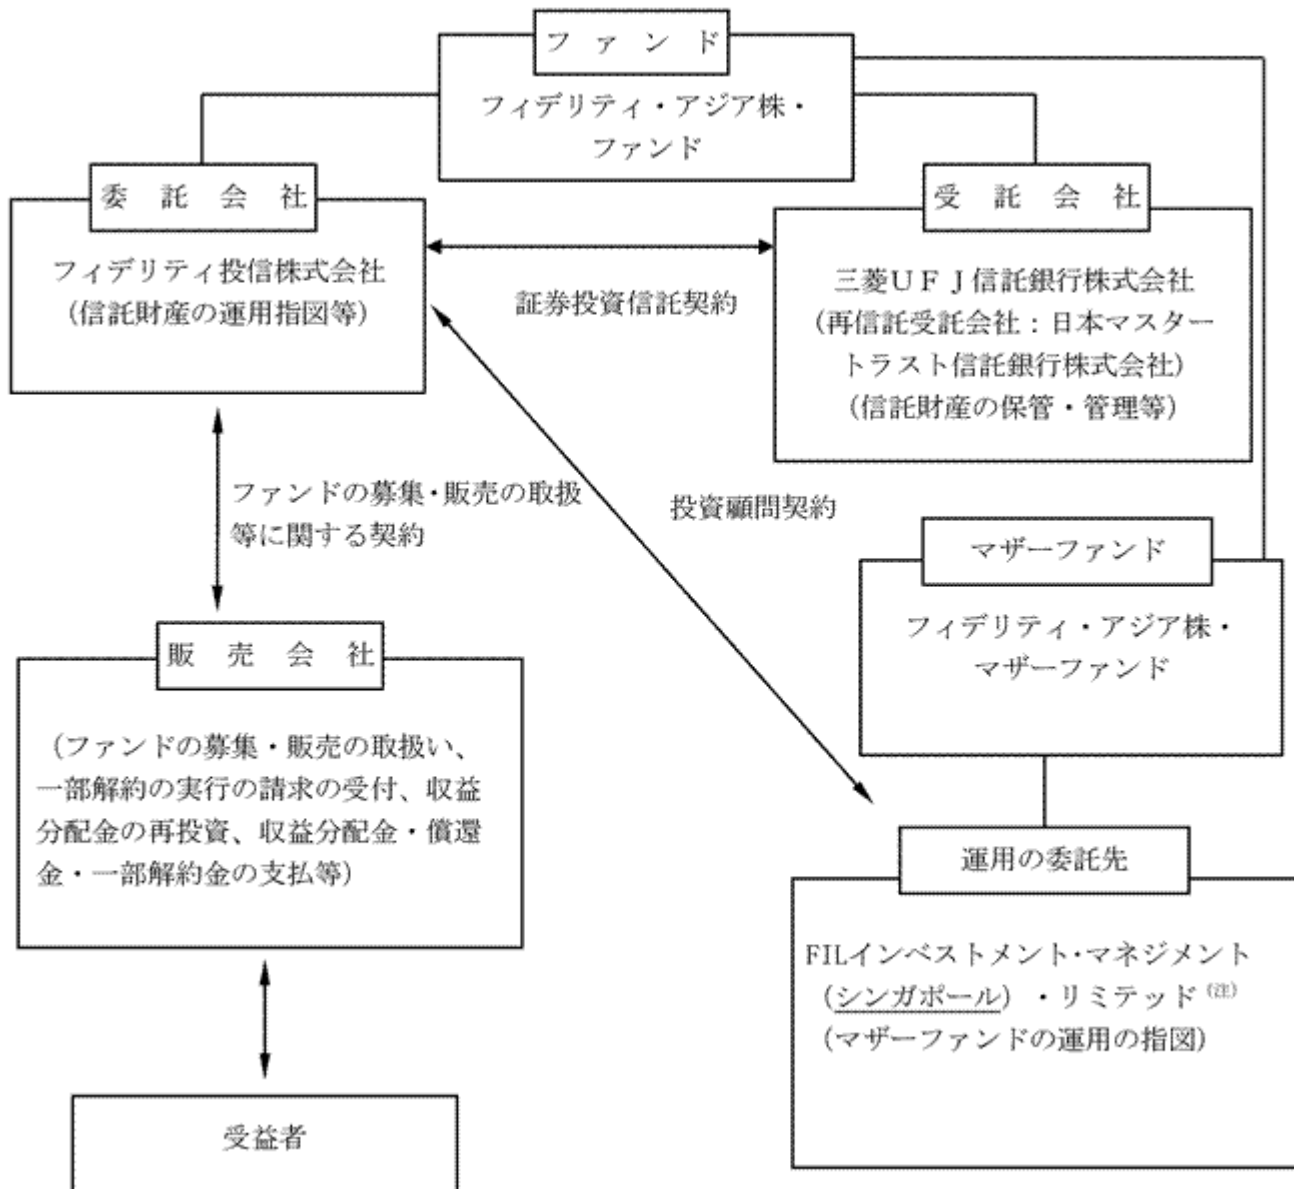 ファンド
フィデリティ・アジア株・
ファンド
委託会社
フィデリティ投信株式会社
（信託財産の運用指図等）
証券投資信託契約
受託会社
三菱ＵＦＪ信託銀行株式会社
（再信託受託会社：日本マスター
トラスト信託銀行株式会社）
（信託財産の保管・管理等）
ファンドの募集・販売の取扱
等に関する契約
投資顧問契約
マザーファンド
フィデリティ・アジア株・
マザーファンド
販売会社
（ファンドの募集・販売の取扱い、
一部解約の実行の請求の受付、収益
分配金の再投資、収益分配金・償還
金・一部解約金の支払等）
運用の委託先
FILインベストメント・マネジメント
（シンガポール）・リミテッド（注）
（マザーファンドの運用の指図）
受益者